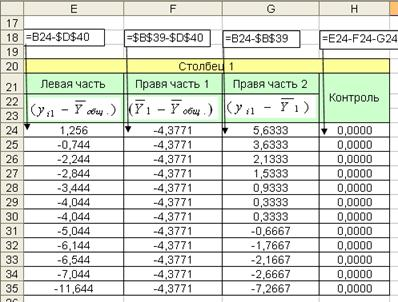 E F G H
17
18 =B24-$D$40 =$B$39-$D$40 =B24-$B$39 =E24-F24-G24
19
20 Столбец 1
21 Левая часть Правя часть 1 Правя часть 2 Контроль
22 (y_{i1} - Ȳ_{общ.}) (Ȳ_1 - Ȳ_{общ.}) (y_{i1} - Ȳ_1)
23
24 1,256 -4,3771 5,6333 0,0000
25 -0,744 -4,3771 3,6333 0,0000
26 -2,244 -4,3771 2,1333 0,0000
27 -2,844 -4,3771 1,5333 0,0000
28 -3,444 -4,3771 0,9333 0,0000
29 -4,044 -4,3771 0,3333 0,0000
30 -4,044 -4,3771 0,3333 0,0000
31 -5,044 -4,3771 -0,6667 0,0000
32 -6,144 -4,3771 -1,7667 0,0000
33 -6,544 -4,3771 -2,1667 0,0000
34 -7,044 -4,3771 -2,6667 0,0000
35 -11,644 -4,3771 -7,2667 0,0000